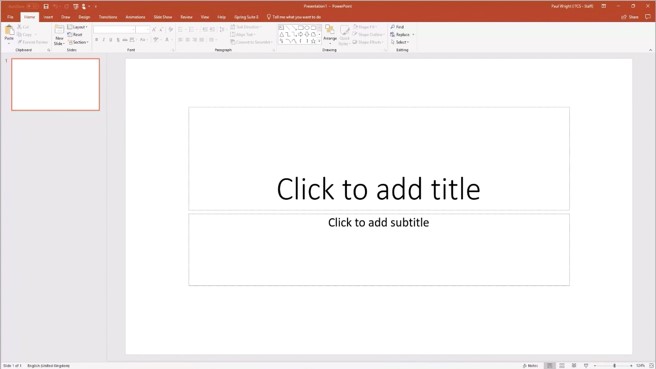 Presentation1 - PowerPoint
Paul Wright (TCS - Staff)
File Home Insert Draw Design Transitions Animations Slide Show Review View Help iSpring Suite 8 Tell me what you want to do
Share
Paste
Cut
Copy
Format Painter
Clipboard
New Slide
Layout
Reset
Section
Slides
Font
Text Direction
Align Text
Convert to SmartArt
Paragraph
Arrange
Quick Styles
Shape Fill
Shape Outline
Shape Effects
Drawing
Find
Replace
Select
Editing
1
Click to add title
Click to add subtitle
Slide 1 of 1 English (United Kingdom)
Notes